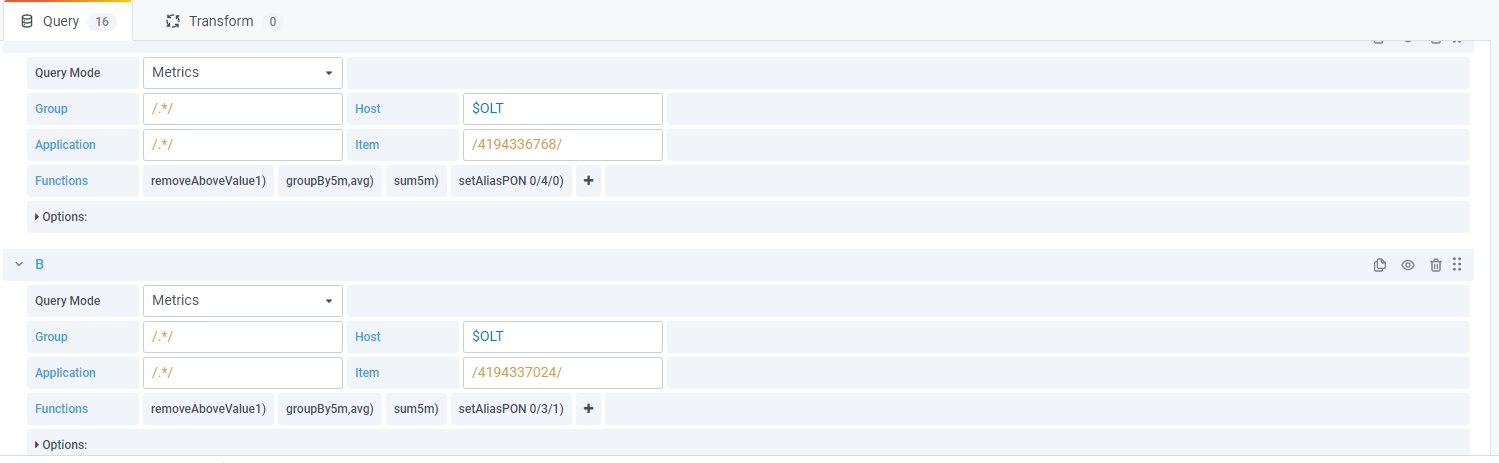 Query 16 Transform 0
Query Mode Metrics
Group /.*/ Host $OLT
Application /.*/ Item /4194336768/
Functions removeAboveValue1) groupBy5m,avg) sum5m) setAliasPON 0/4/0) +
Options:
B
Query Mode Metrics
Group /.*/ Host $OLT
Application /.*/ Item /4194337024/
Functions removeAboveValue1) groupBy5m,avg) sum5m) setAliasPON 0/3/1) +
Options: